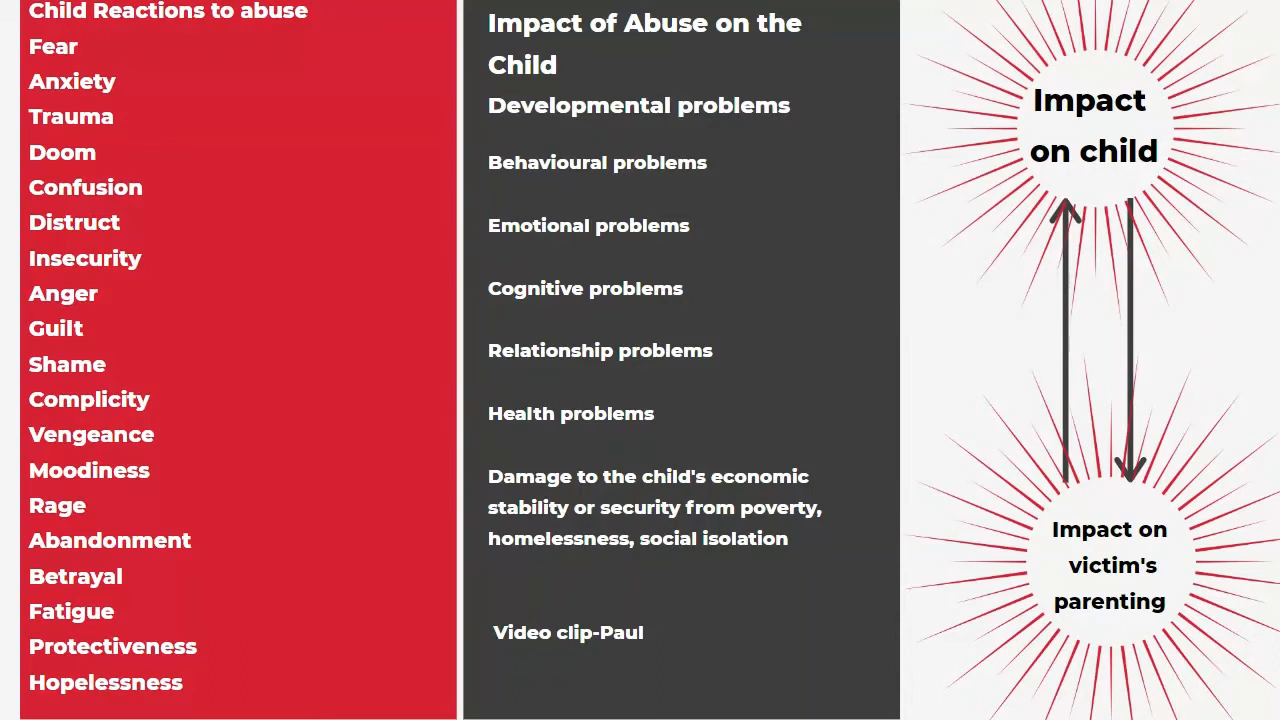 Child Reactions to abuse
Fear
Anxiety
Trauma
Doom
Confusion
Distruct
Insecurity
Anger
Guilt
Shame
Complicity
Vengeance
Moodiness
Rage
Abandonment
Betrayal
Fatigue
Protectiveness
Hopelessness
Impact of Abuse on the
Child
Developmental problems
Behavioural problems
Emotional problems
Cognitive problems
Relationship problems
Health problems
Damage to the child's economic
stability or security from poverty,
homelessness, social isolation
Video clip-Paul
Impact
on child
Impact on
victim's
parenting